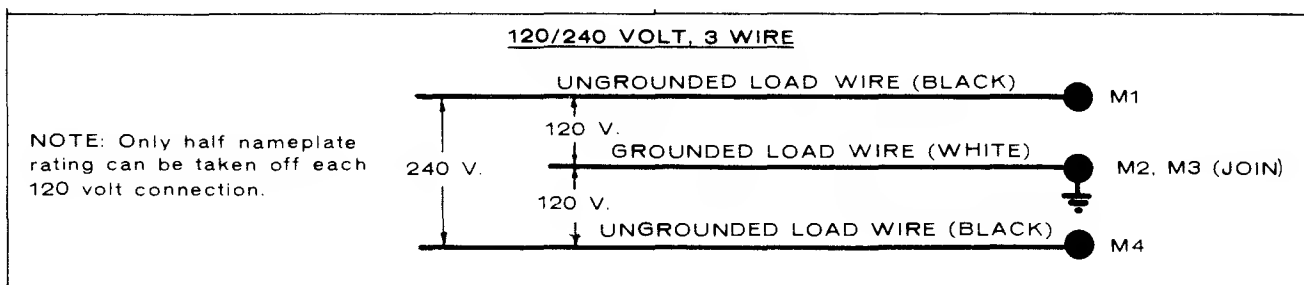 120/240 VOLT, 3 WIRE
UNGROUNDED LOAD WIRE (BLACK)
M1
NOTE: Only half nameplate
rating can be taken off each
120 volt connection.
240 V.
120 V.
GROUNDED LOAD WIRE (WHITE)
M2, M3 (JOIN)
120 V.
UNGROUNDED LOAD WIRE (BLACK)
M4